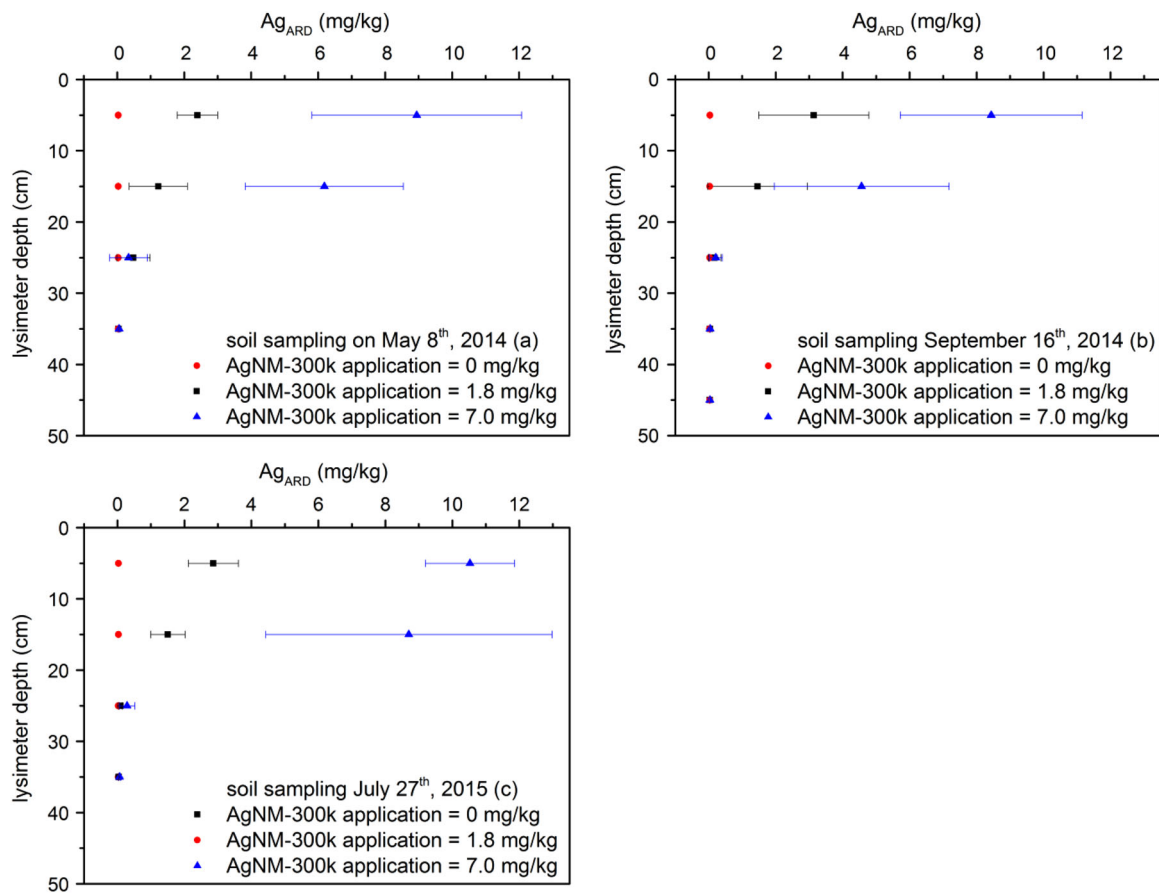 Ag_ARD (mg/kg)
0 2 4 6 8 10 12
0
10
20
30
40
50
lysimeter depth (cm)
soil sampling on May 8th, 2014 (a)
AgNM-300k application = 0 mg/kg
AgNM-300k application = 1.8 mg/kg
AgNM-300k application = 7.0 mg/kg
Ag_ARD (mg/kg)
0 2 4 6 8 10 12
0
10
20
30
40
50
lysimeter depth (cm)
soil sampling September 16th, 2014 (b)
AgNM-300k application = 0 mg/kg
AgNM-300k application = 1.8 mg/kg
AgNM-300k application = 7.0 mg/kg
Ag_ARD (mg/kg)
0 2 4 6 8 10 12
0
10
20
30
40
50
lysimeter depth (cm)
soil sampling July 27th, 2015 (c)
AgNM-300k application = 0 mg/kg
AgNM-300k application = 1.8 mg/kg
AgNM-300k application = 7.0 mg/kg